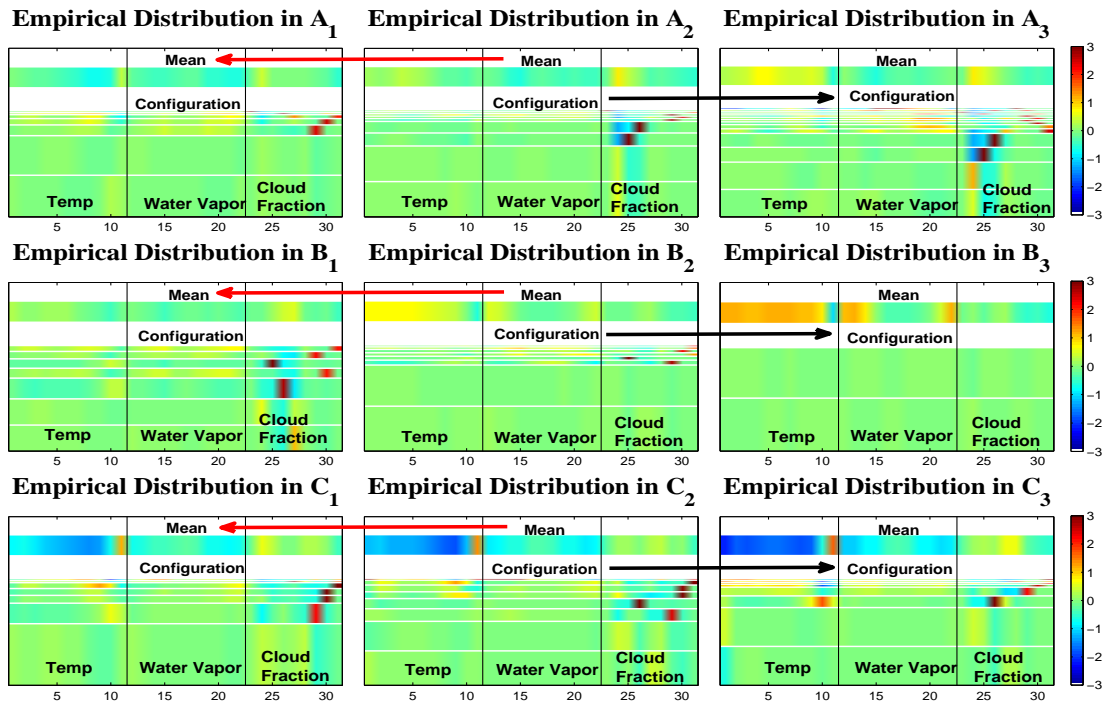 Empirical Distribution in A1 Empirical Distribution in A2 Empirical Distribution in A3
Mean Mean Mean
Configuration Configuration Configuration
Temp Water Vapor Cloud Fraction Temp Water Vapor Cloud Fraction Temp Water Vapor Cloud Fraction
5 10 15 20 25 30 5 10 15 20 25 30 5 10 15 20 25 30
3
2
1
0
−1
−2
−3
Empirical Distribution in B1 Empirical Distribution in B2 Empirical Distribution in B3
Mean Mean Mean
Configuration Configuration Configuration
Temp Water Vapor Cloud Fraction Temp Water Vapor Cloud Fraction Temp Water Vapor Cloud Fraction
5 10 15 20 25 30 5 10 15 20 25 30 5 10 15 20 25 30
3
2
1
0
−1
−2
−3
Empirical Distribution in C1 Empirical Distribution in C2 Empirical Distribution in C3
Mean Mean Mean
Configuration Configuration Configuration
Temp Water Vapor Cloud Fraction Temp Water Vapor Cloud Fraction Temp Water Vapor Cloud Fraction
5 10 15 20 25 30 5 10 15 20 25 30 5 10 15 20 25 30
3
2
1
0
−1
−2
−3